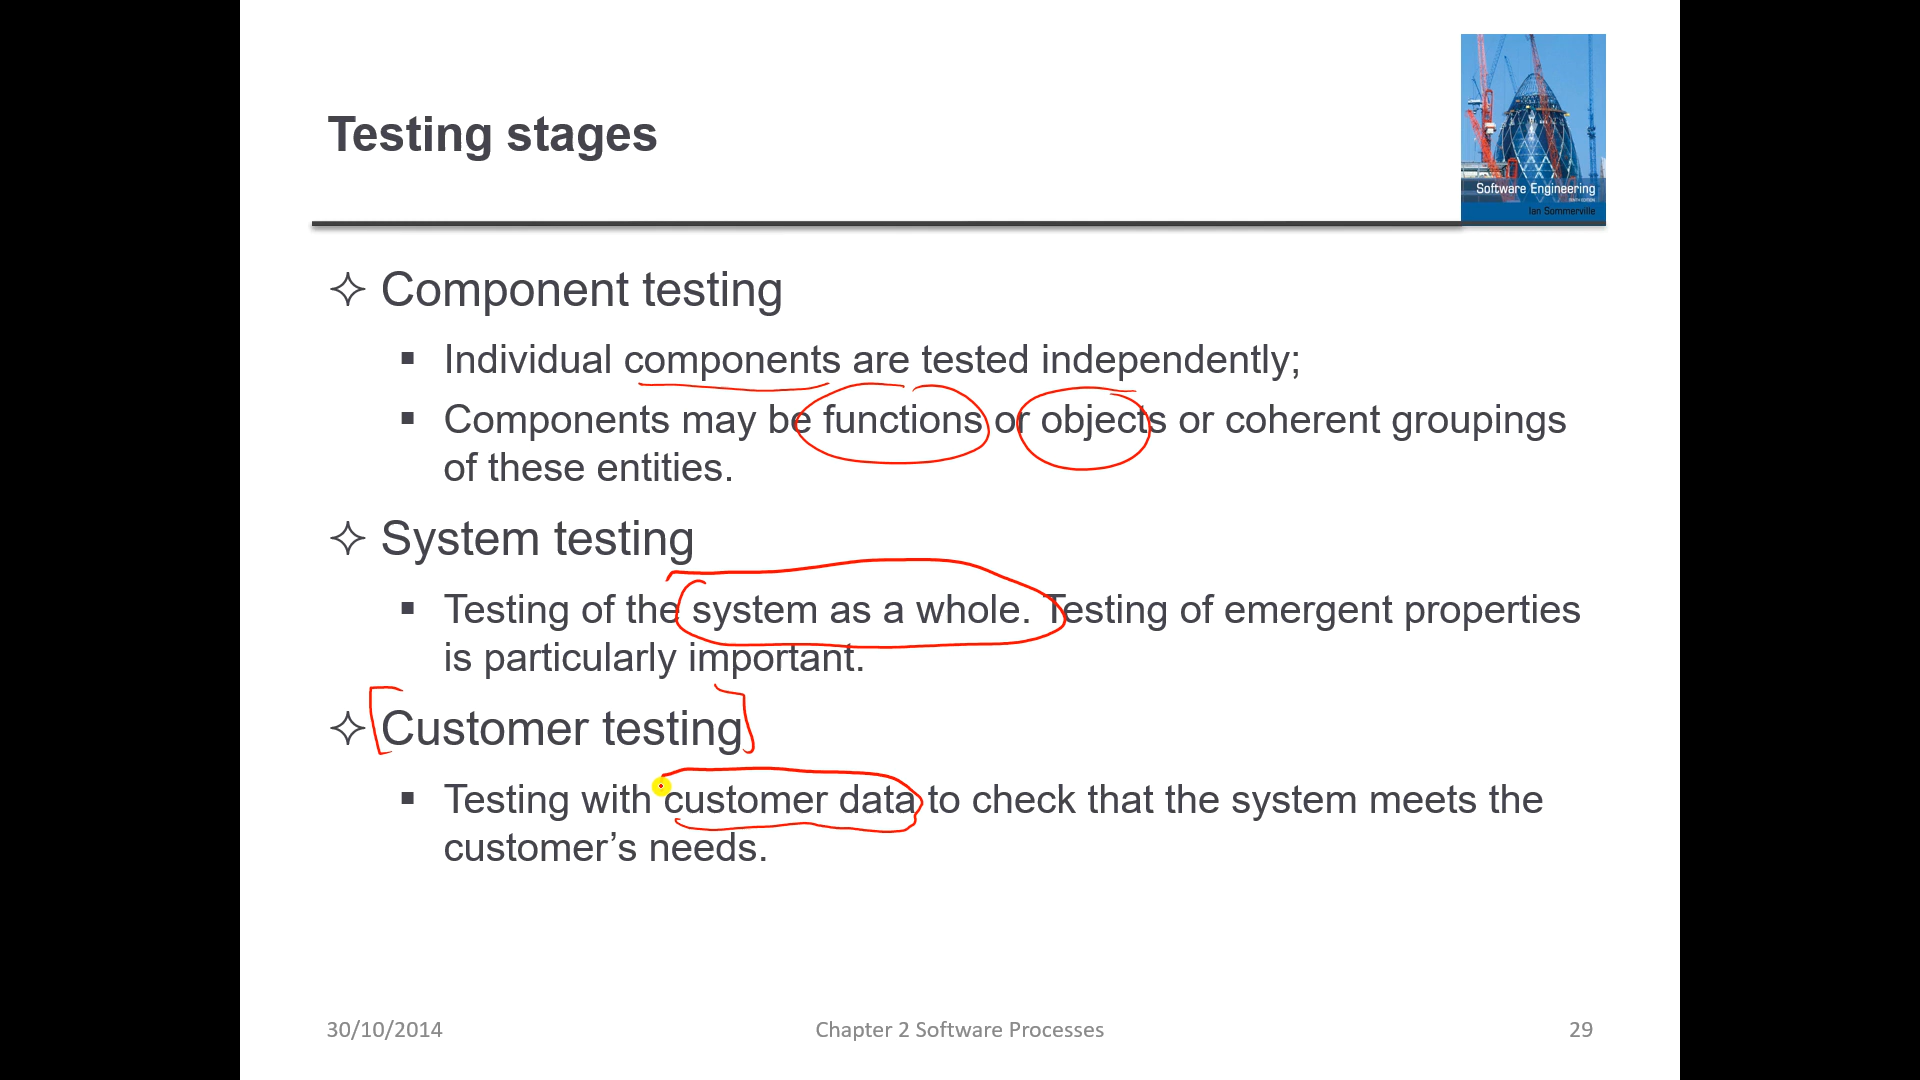 Testing stages
Software Engineering
Ian Sommerville
✧ Component testing
▪ Individual components are tested independently;
▪ Components may be functions or objects or coherent groupings
of these entities.
✧ System testing
▪ Testing of the system as a whole. Testing of emergent properties
is particularly important.
✧ Customer testing
▪ Testing with customer data to check that the system meets the
customer’s needs.
30/10/2014
Chapter 2 Software Processes
29